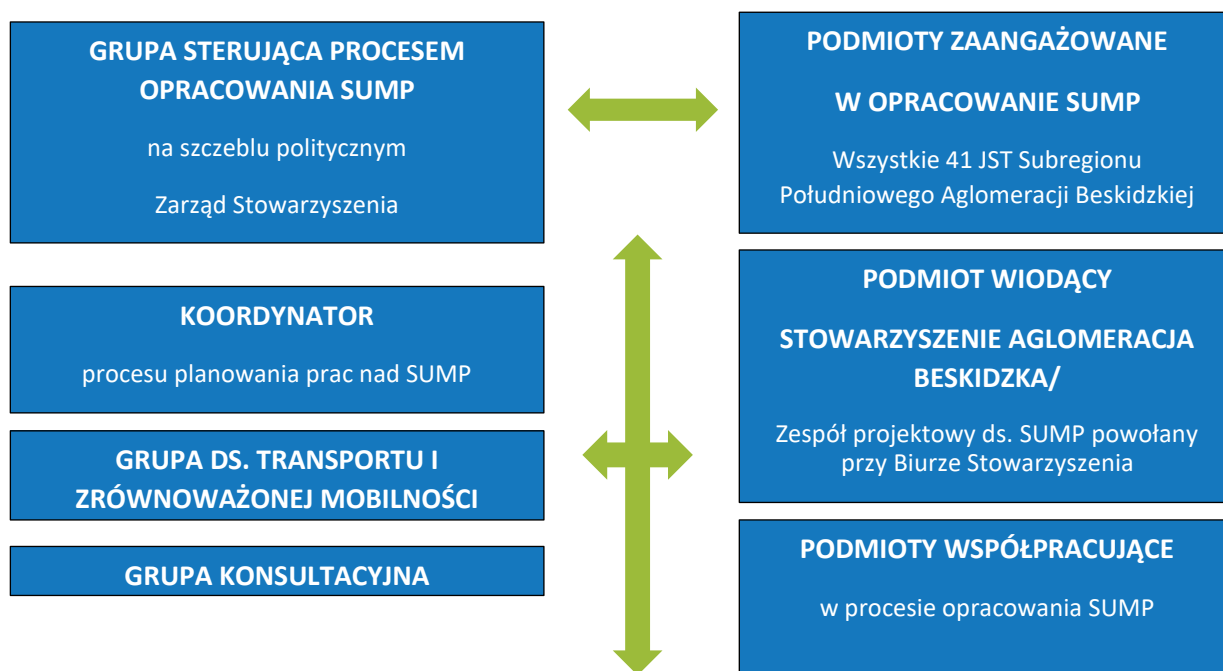 GRUPA STERUJĄCA PROCESEM
OPRACOWANIA SUMP
na szczeblu politycznym
Zarząd Stowarzyszenia
KOORDYNATOR
procesu planowania prac nad SUMP
GRUPA DS. TRANSPORTU I
ZRÓWNOWAŻONEJ MOBILNOŚCI
GRUPA KONSULTACYJNA
PODMIOTY ZAANGAŻOWANE
W OPRACOWANIE SUMP
Wszystkie 41 JST Subregionu
Południowego Aglomeracji Beskidzkiej
PODMIOT WIODĄCY
STOWARZYSZENIE AGLOMERACJA
BESKIDZKA/
Zespół projektowy ds. SUMP powołany
przy Biurze Stowarzyszenia
PODMIOTY WSPÓŁPRACUJĄCE
w procesie opracowania SUMP